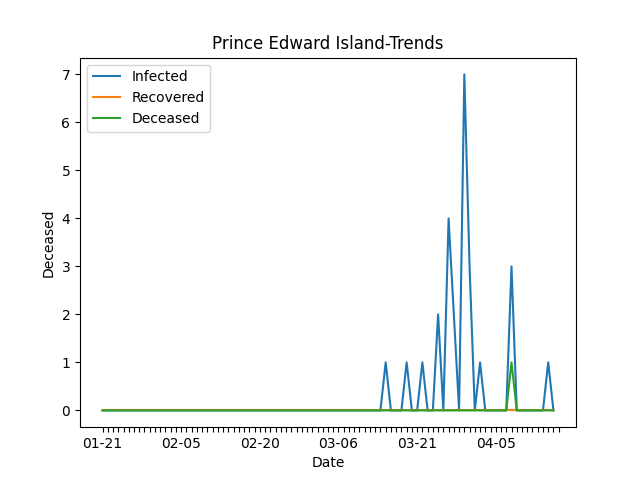 Prince Edward Island-Trends
Infected
Recovered
Deceased
7
6
5
4
3
2
1
0
Deceased
01-21 02-05 02-20 03-06 03-21 04-05
Date